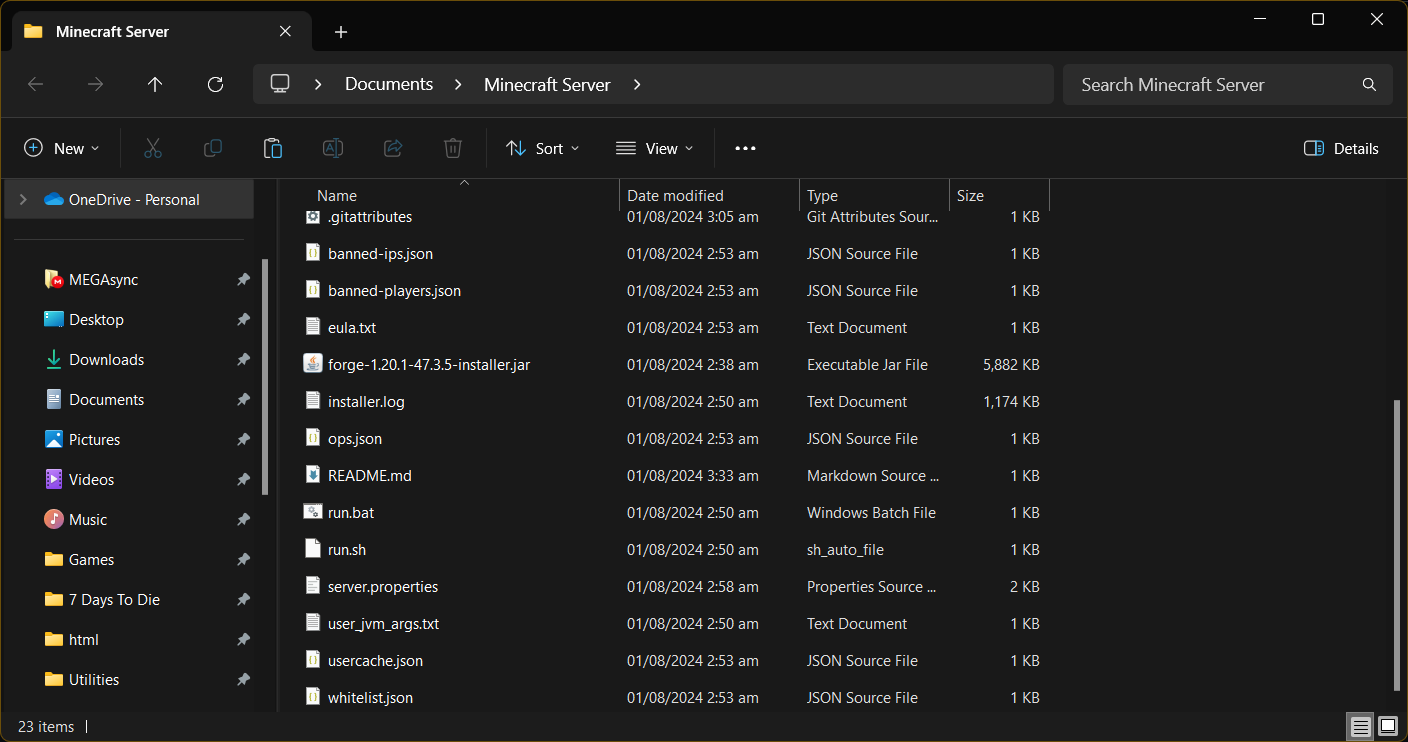 Minecraft Server
Documents Minecraft Server
Search Minecraft Server
New Sort View Details
OneDrive - Personal
MEGAsync
Desktop
Downloads
Documents
Pictures
Videos
Music
Games
7 Days To Die
html
Utilities
Name Date modified Type Size
.gitattributes 01/08/2024 3:05 am Git Attributes Sour... 1 KB
banned-ips.json 01/08/2024 2:53 am JSON Source File 1 KB
banned-players.json 01/08/2024 2:53 am JSON Source File 1 KB
eula.txt 01/08/2024 2:53 am Text Document 1 KB
forge-1.20.1-47.3.5-installer.jar 01/08/2024 2:38 am Executable Jar File 5,882 KB
installer.log 01/08/2024 2:50 am Text Document 1,174 KB
ops.json 01/08/2024 2:53 am JSON Source File 1 KB
README.md 01/08/2024 3:33 am Markdown Source ... 1 KB
run.bat 01/08/2024 2:50 am Windows Batch File 1 KB
run.sh 01/08/2024 2:50 am sh_auto_file 1 KB
server.properties 01/08/2024 2:58 am Properties Source ... 2 KB
user_jvm_args.txt 01/08/2024 2:50 am Text Document 1 KB
usercache.json 01/08/2024 2:53 am JSON Source File 1 KB
whitelist.json 01/08/2024 2:53 am JSON Source File 1 KB
23 items